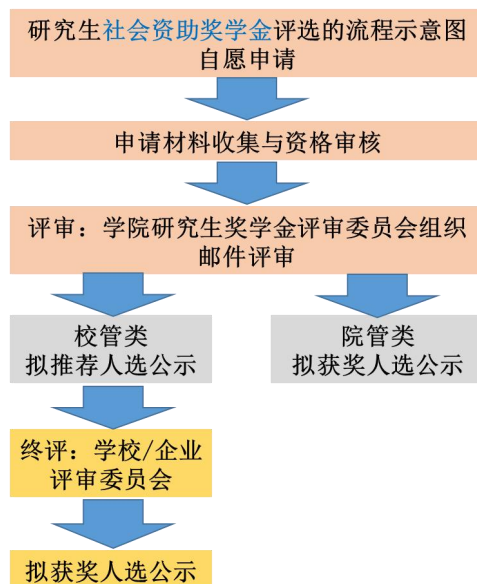 研究生社会资助奖学金评选的流程示意图
自愿申请
申请材料收集与资格审核
评审：学院研究生奖学金评审委员会组织
邮件评审
校管类
拟推荐人选公示
院管类
拟获奖人选公示
终评：学校/企业
评审委员会
拟获奖人选公示